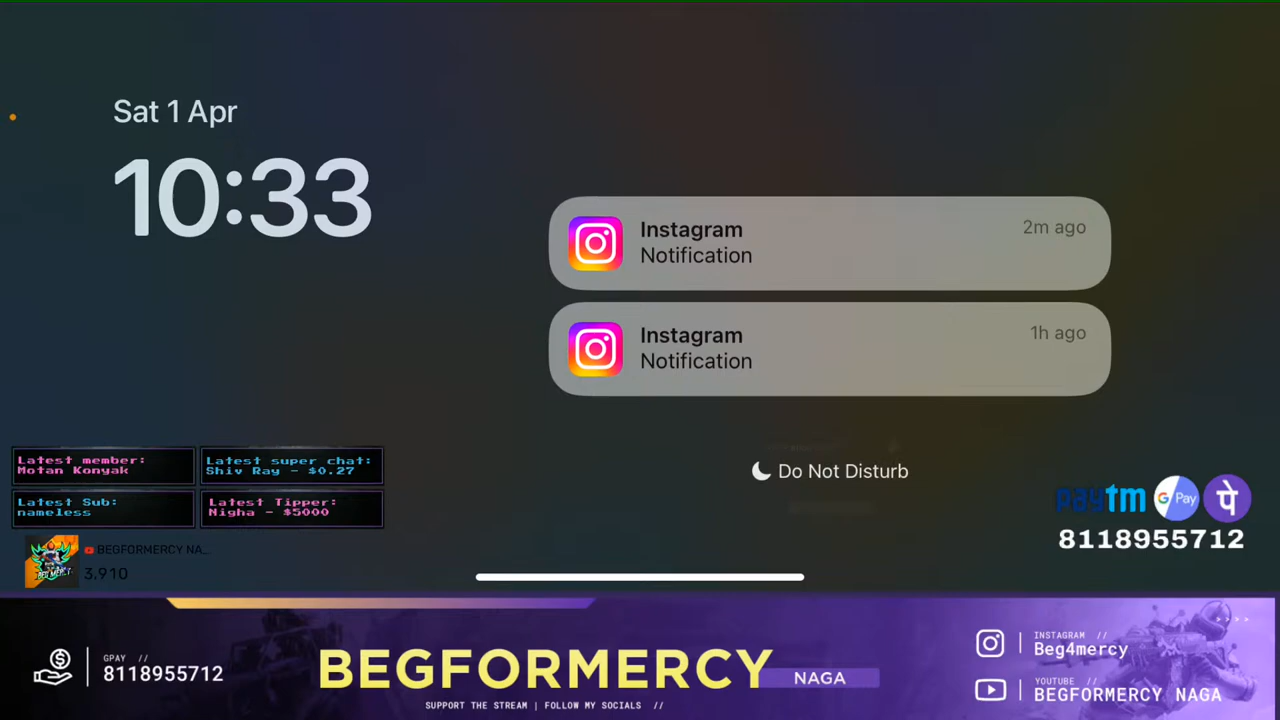 Sat 1 Apr
10:33
Instagram
2m ago
Notification
Instagram
1h ago
Notification
Do Not Disturb
Latest member:
Motan Konyak
Latest super chat:
Shiv Ray - $0.27
Latest Sub:
nameless
Latest Tipper:
Nigha - $5000
BEGFORMERCY NA...
3,910
paytm
G Pay
पे
8118955712
GPAY //
8118955712
BEGFORMERCY
NAGA
SUPPORT THE STREAM | FOLLOW MY SOCIALS //
> > > >
INSTAGRAM //
Beg4mercy
YOUTUBE //
BEGFORMERCY NAGA